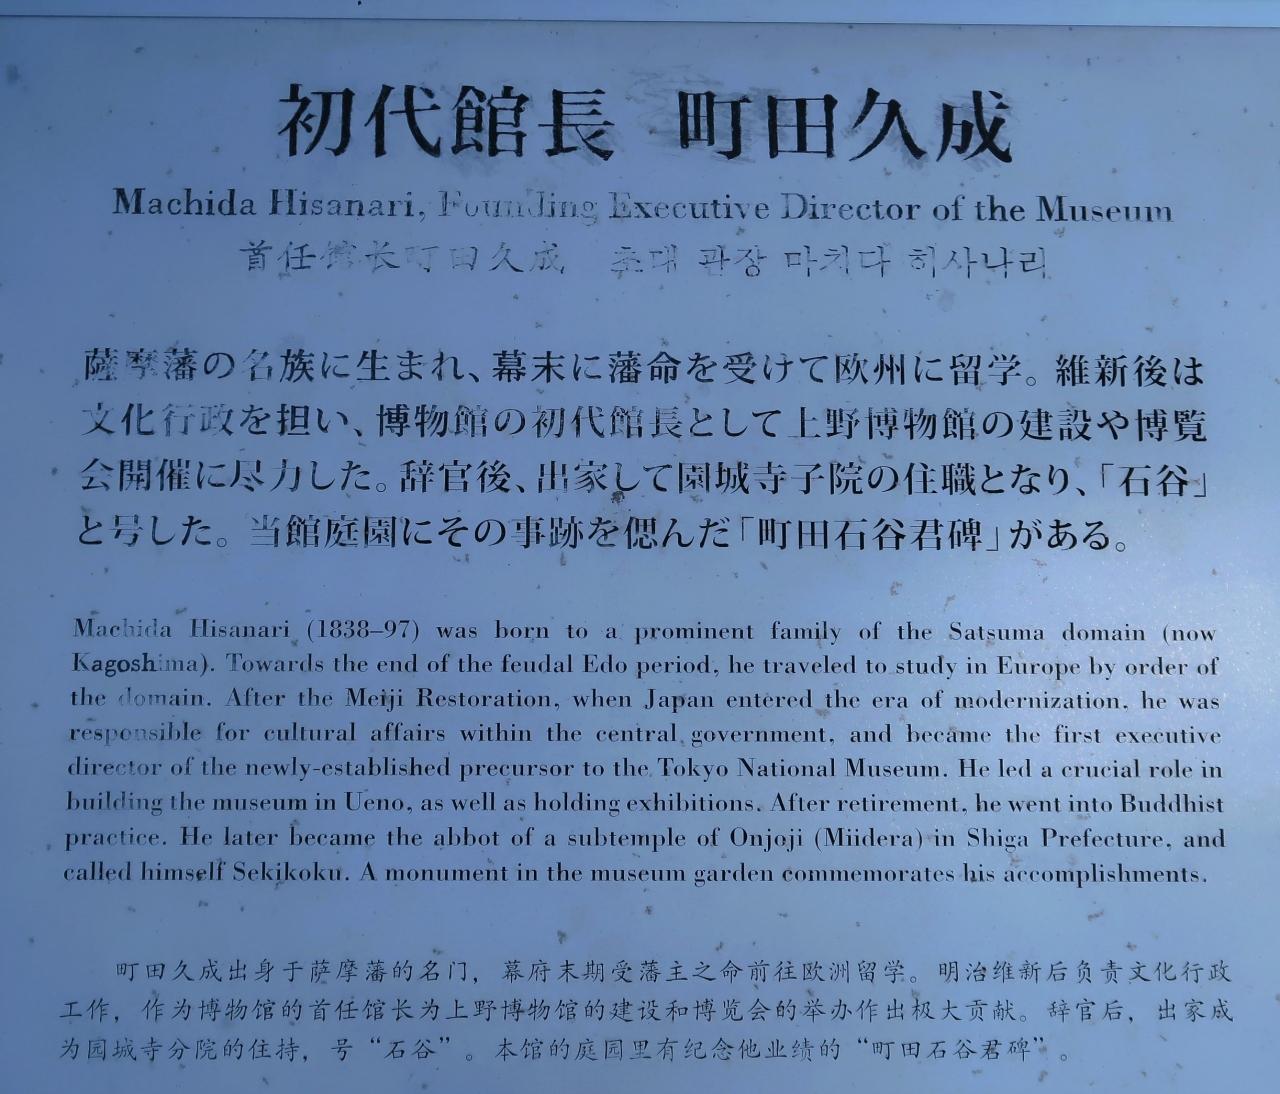 初代館長 町田久成
Machida Hisanari, Founding Executive Director of the Museum
首任馆长町田久成 초대 관장 마치다 히사나리
薩摩藩の名族に生まれ、幕末に藩命を受けて欧州に留学。維新後は
文化行政を担い、博物館の初代館長として上野博物館の建設や博覧
会開催に尽力した。辞官後、出家して園城寺子院の住職となり、「石谷」
と号した。当館庭園にその事跡を偲んだ「町田石谷君碑」がある。
Machida Hisanari (1838–97) was born to a prominent family of the Satsuma domain (now
Kagoshima). Towards the end of the feudal Edo period, he traveled to study in Europe by order of
the domain. After the Meiji Restoration, when Japan entered the era of modernization, he was
responsible for cultural affairs within the central government, and became the first executive
director of the newly-established precursor to the Tokyo National Museum. He led a crucial role in
building the museum in Ueno, as well as holding exhibitions. After retirement, he went into Buddhist
practice. He later became the abbot of a subtemple of Onjoji (Miidera) in Shiga Prefecture, and
called himself Sekikoku. A monument in the museum garden commemorates his accomplishments.
町田久成出身于萨摩藩的名门，幕府末期受藩主之命前往欧洲留学。明治维新后负责文化行政
工作，作为博物馆的首任馆长为上野博物馆的建设和博览会的举办作出极大贡献。辞官后，出家成
为园城寺分院的住持，号“石谷”。本馆的庭园里有纪念他业绩的“町田石谷君碑”。